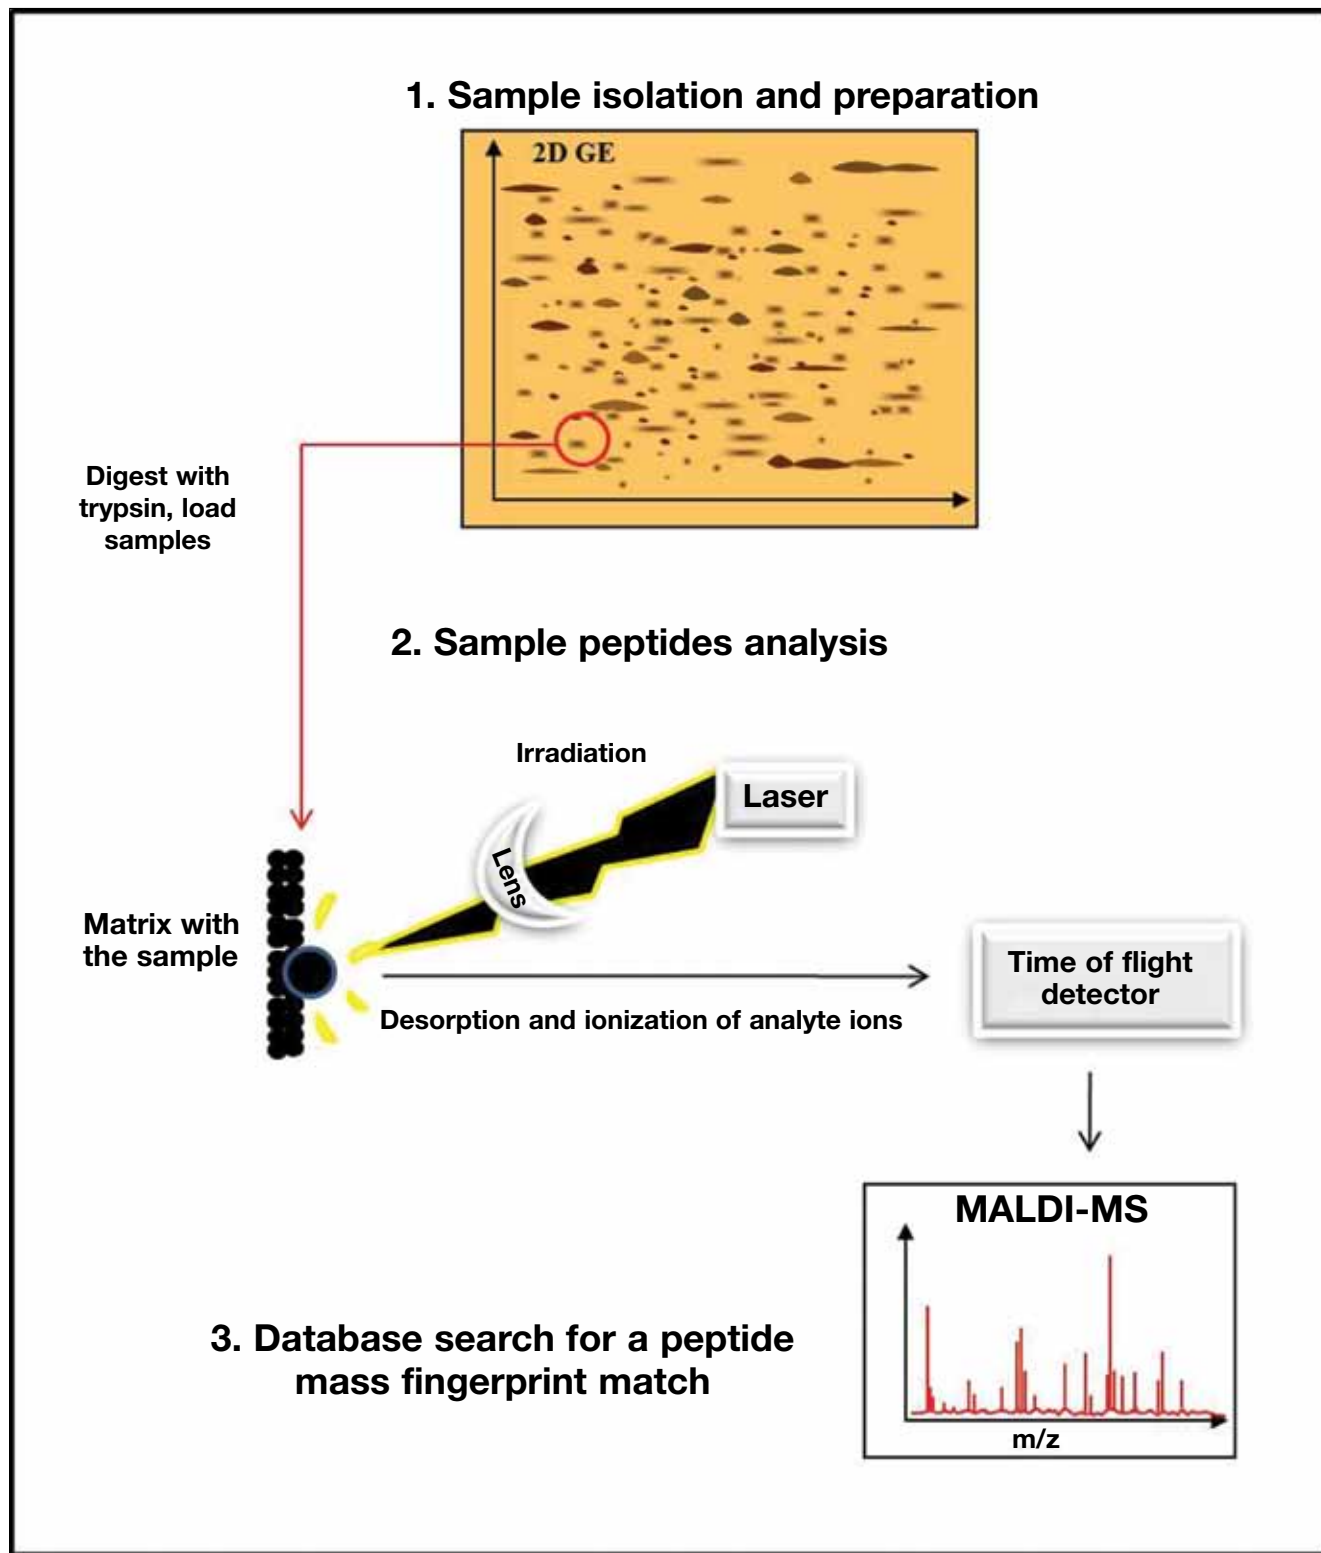 1. Sample isolation and preparation
2D GE
Digest with
trypsin, load
samples
2. Sample peptides analysis
Irradiation
Laser
Lens
Matrix with
the sample
Time of flight
detector
Desorption and ionization of analyte ions
MALDI-MS
m/z
3. Database search for a peptide
mass fingerprint match